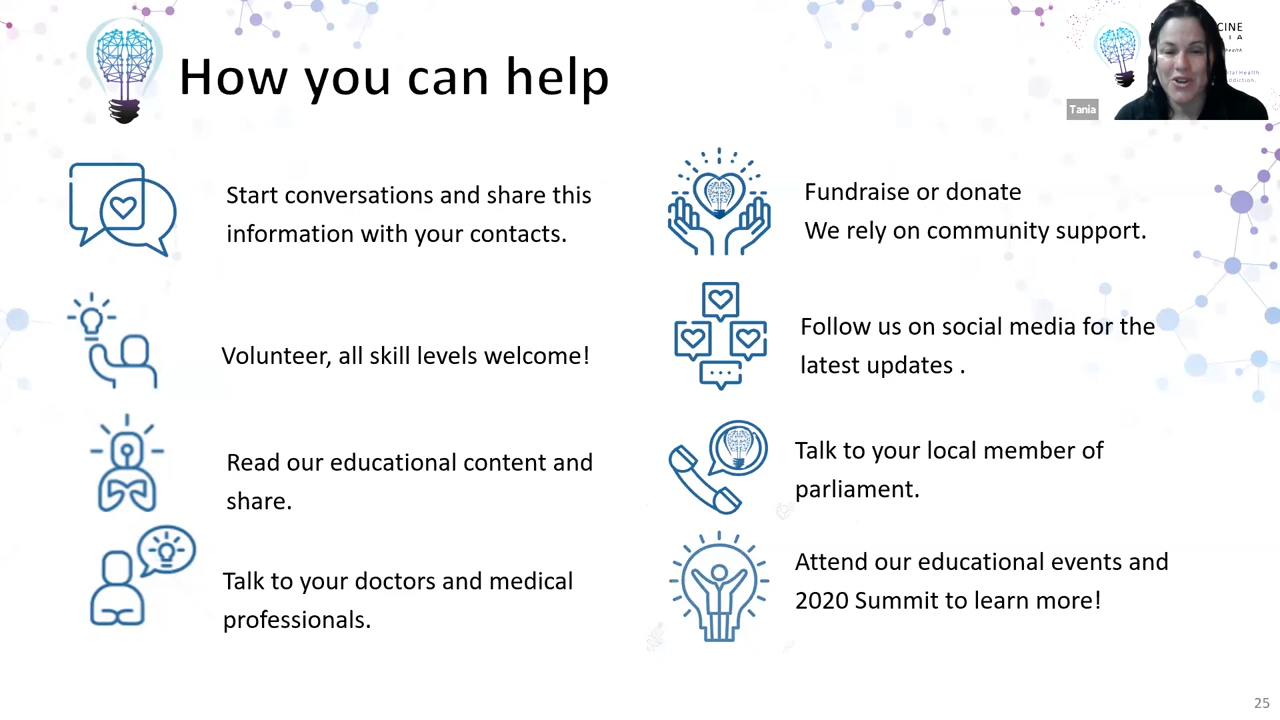 How you can help
CINE
I A
Tania
Start conversations and share this
information with your contacts.
Volunteer, all skill levels welcome!
Read our educational content and
share.
Talk to your doctors and medical
professionals.
Fundraise or donate
We rely on community support.
Follow us on social media for the
latest updates .
Talk to your local member of
parliament.
Attend our educational events and
2020 Summit to learn more!
25